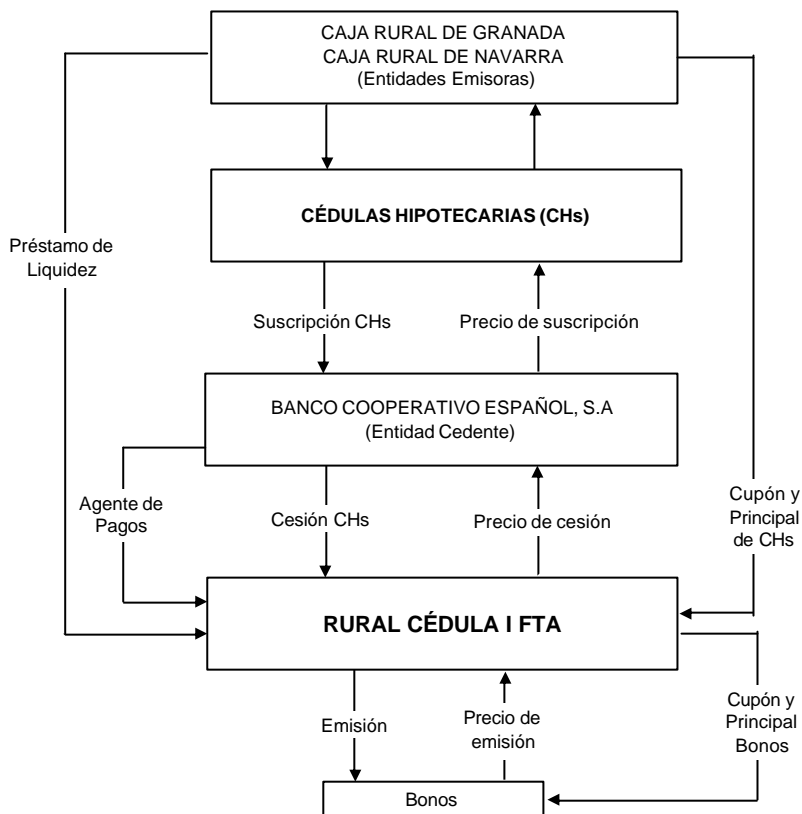 CAJA RURAL DE GRANADA
CAJA RURAL DE NAVARRA
(Entidades Emisoras)
CÉDULAS HIPOTECARIAS (CHs)
Préstamo de
Liquidez
Suscripción CHs
Precio de suscripción
BANCO COOPERATIVO ESPAÑOL, S.A
(Entidad Cedente)
Agente de
Pagos
Cesión CHs
Precio de cesión
Cupón y
Principal
de CHs
RURAL CÉDULA I FTA
Emisión
Precio de
emisión
Cupón y
Principal
Bonos
Bonos